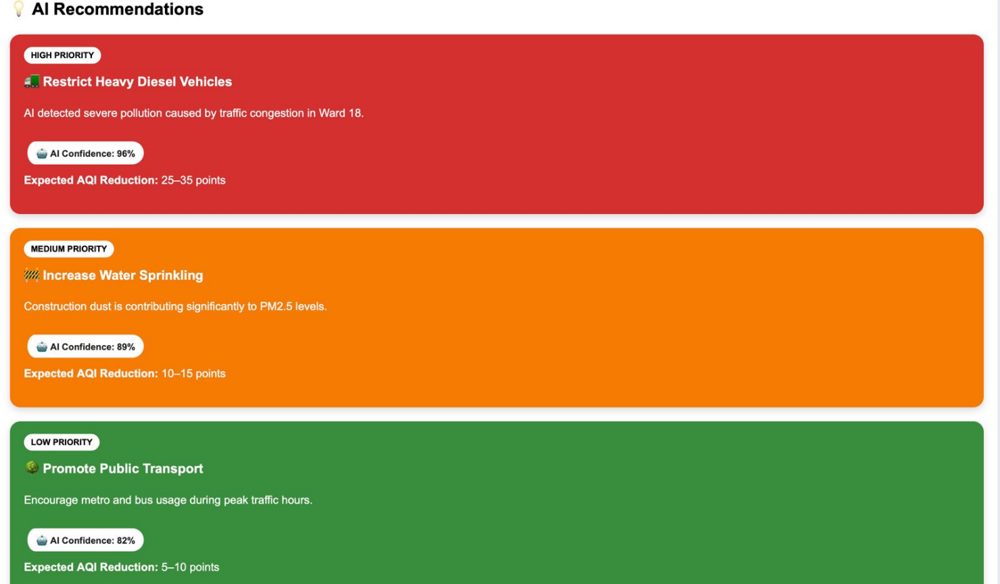 AI Recommendations
HIGH PRIORITY
Restrict Heavy Diesel Vehicles
AI detected severe pollution caused by traffic congestion in Ward 18.
AI Confidence: 96%
Expected AQI Reduction: 25–35 points
MEDIUM PRIORITY
Increase Water Sprinkling
Construction dust is contributing significantly to PM2.5 levels.
AI Confidence: 89%
Expected AQI Reduction: 10–15 points
LOW PRIORITY
Promote Public Transport
Encourage metro and bus usage during peak traffic hours.
AI Confidence: 82%
Expected AQI Reduction: 5–10 points